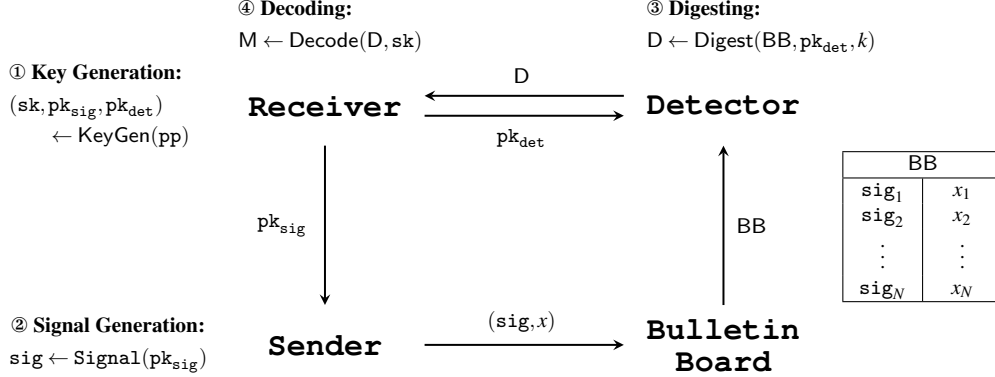 ④ Decoding:
M ← Decode(D, sk)
③ Digesting:
D ← Digest(BB, pk_det, k)
① Key Generation:
(sk, pk_sig, pk_det)
← KeyGen(pp)
Receiver
D
pk_det
Detector
pk_sig
BB
BB
sig_1 x_1
sig_2 x_2
⋮ ⋮
sig_N x_N
② Signal Generation:
sig ← Signal(pk_sig)
Sender
(sig, x)
Bulletin
Board